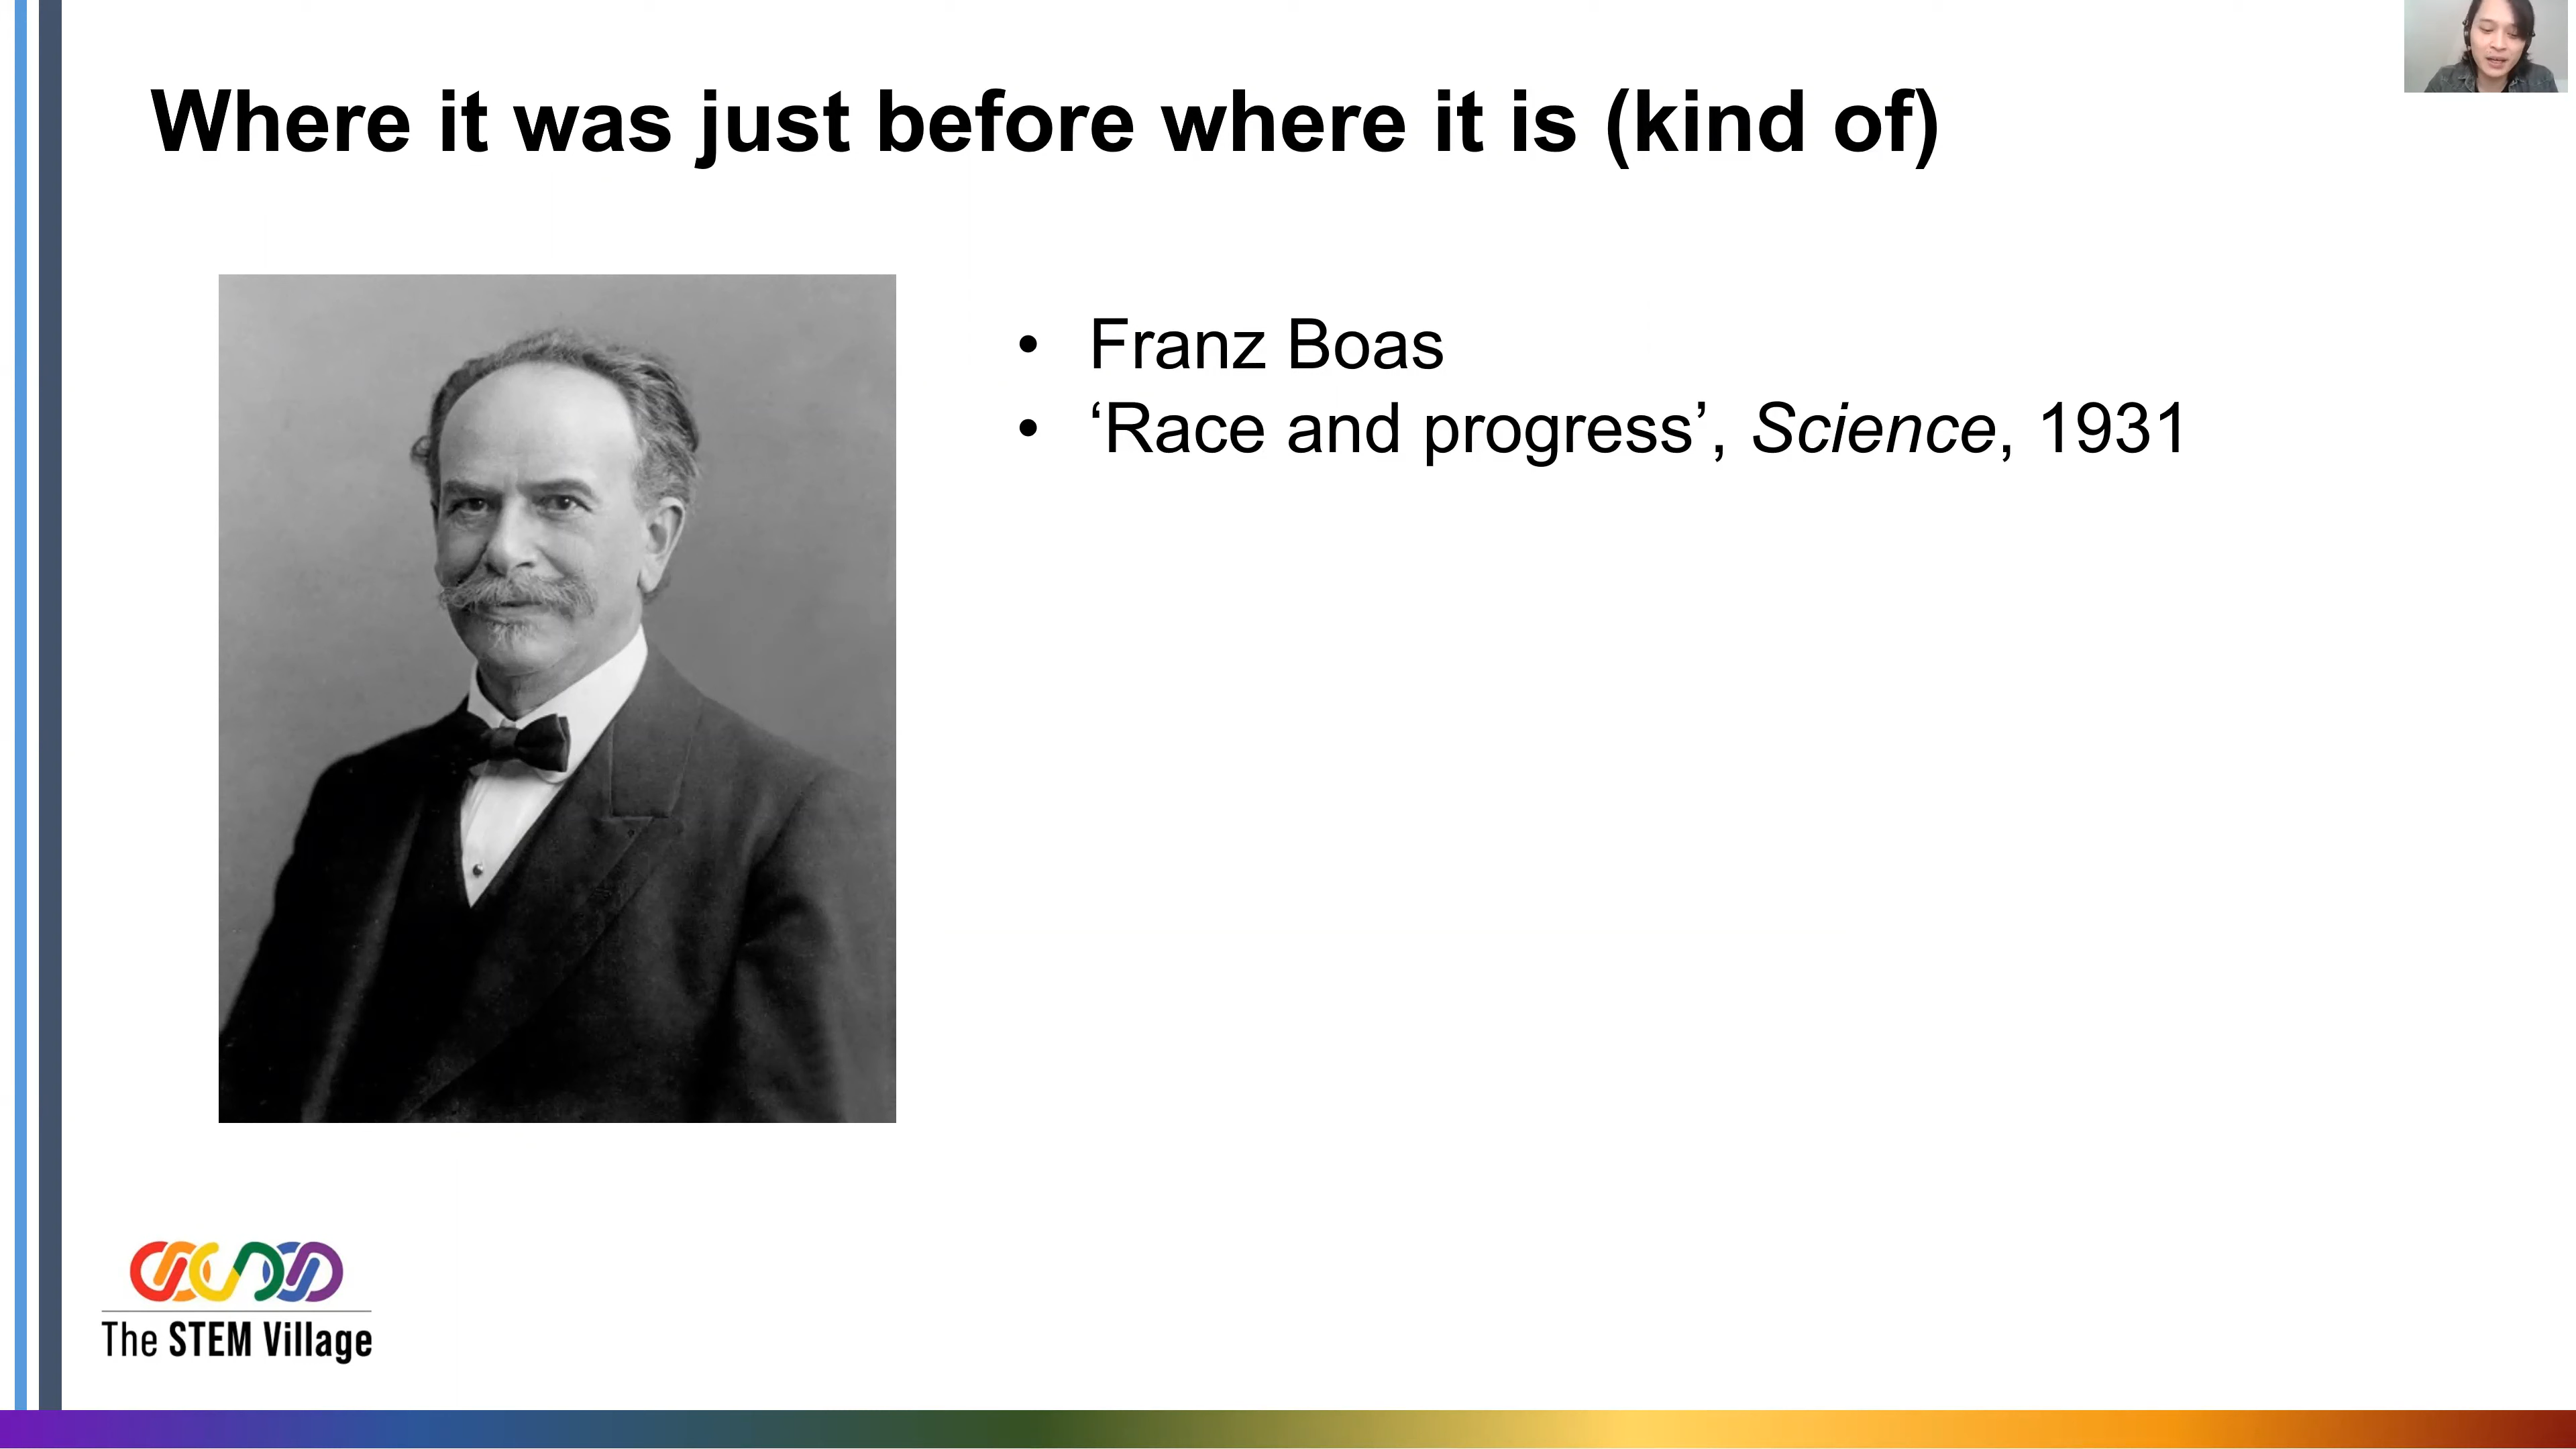 Where it was just before where it is (kind of)
• Franz Boas
• ‘Race and progress’, Science, 1931
The STEM Village